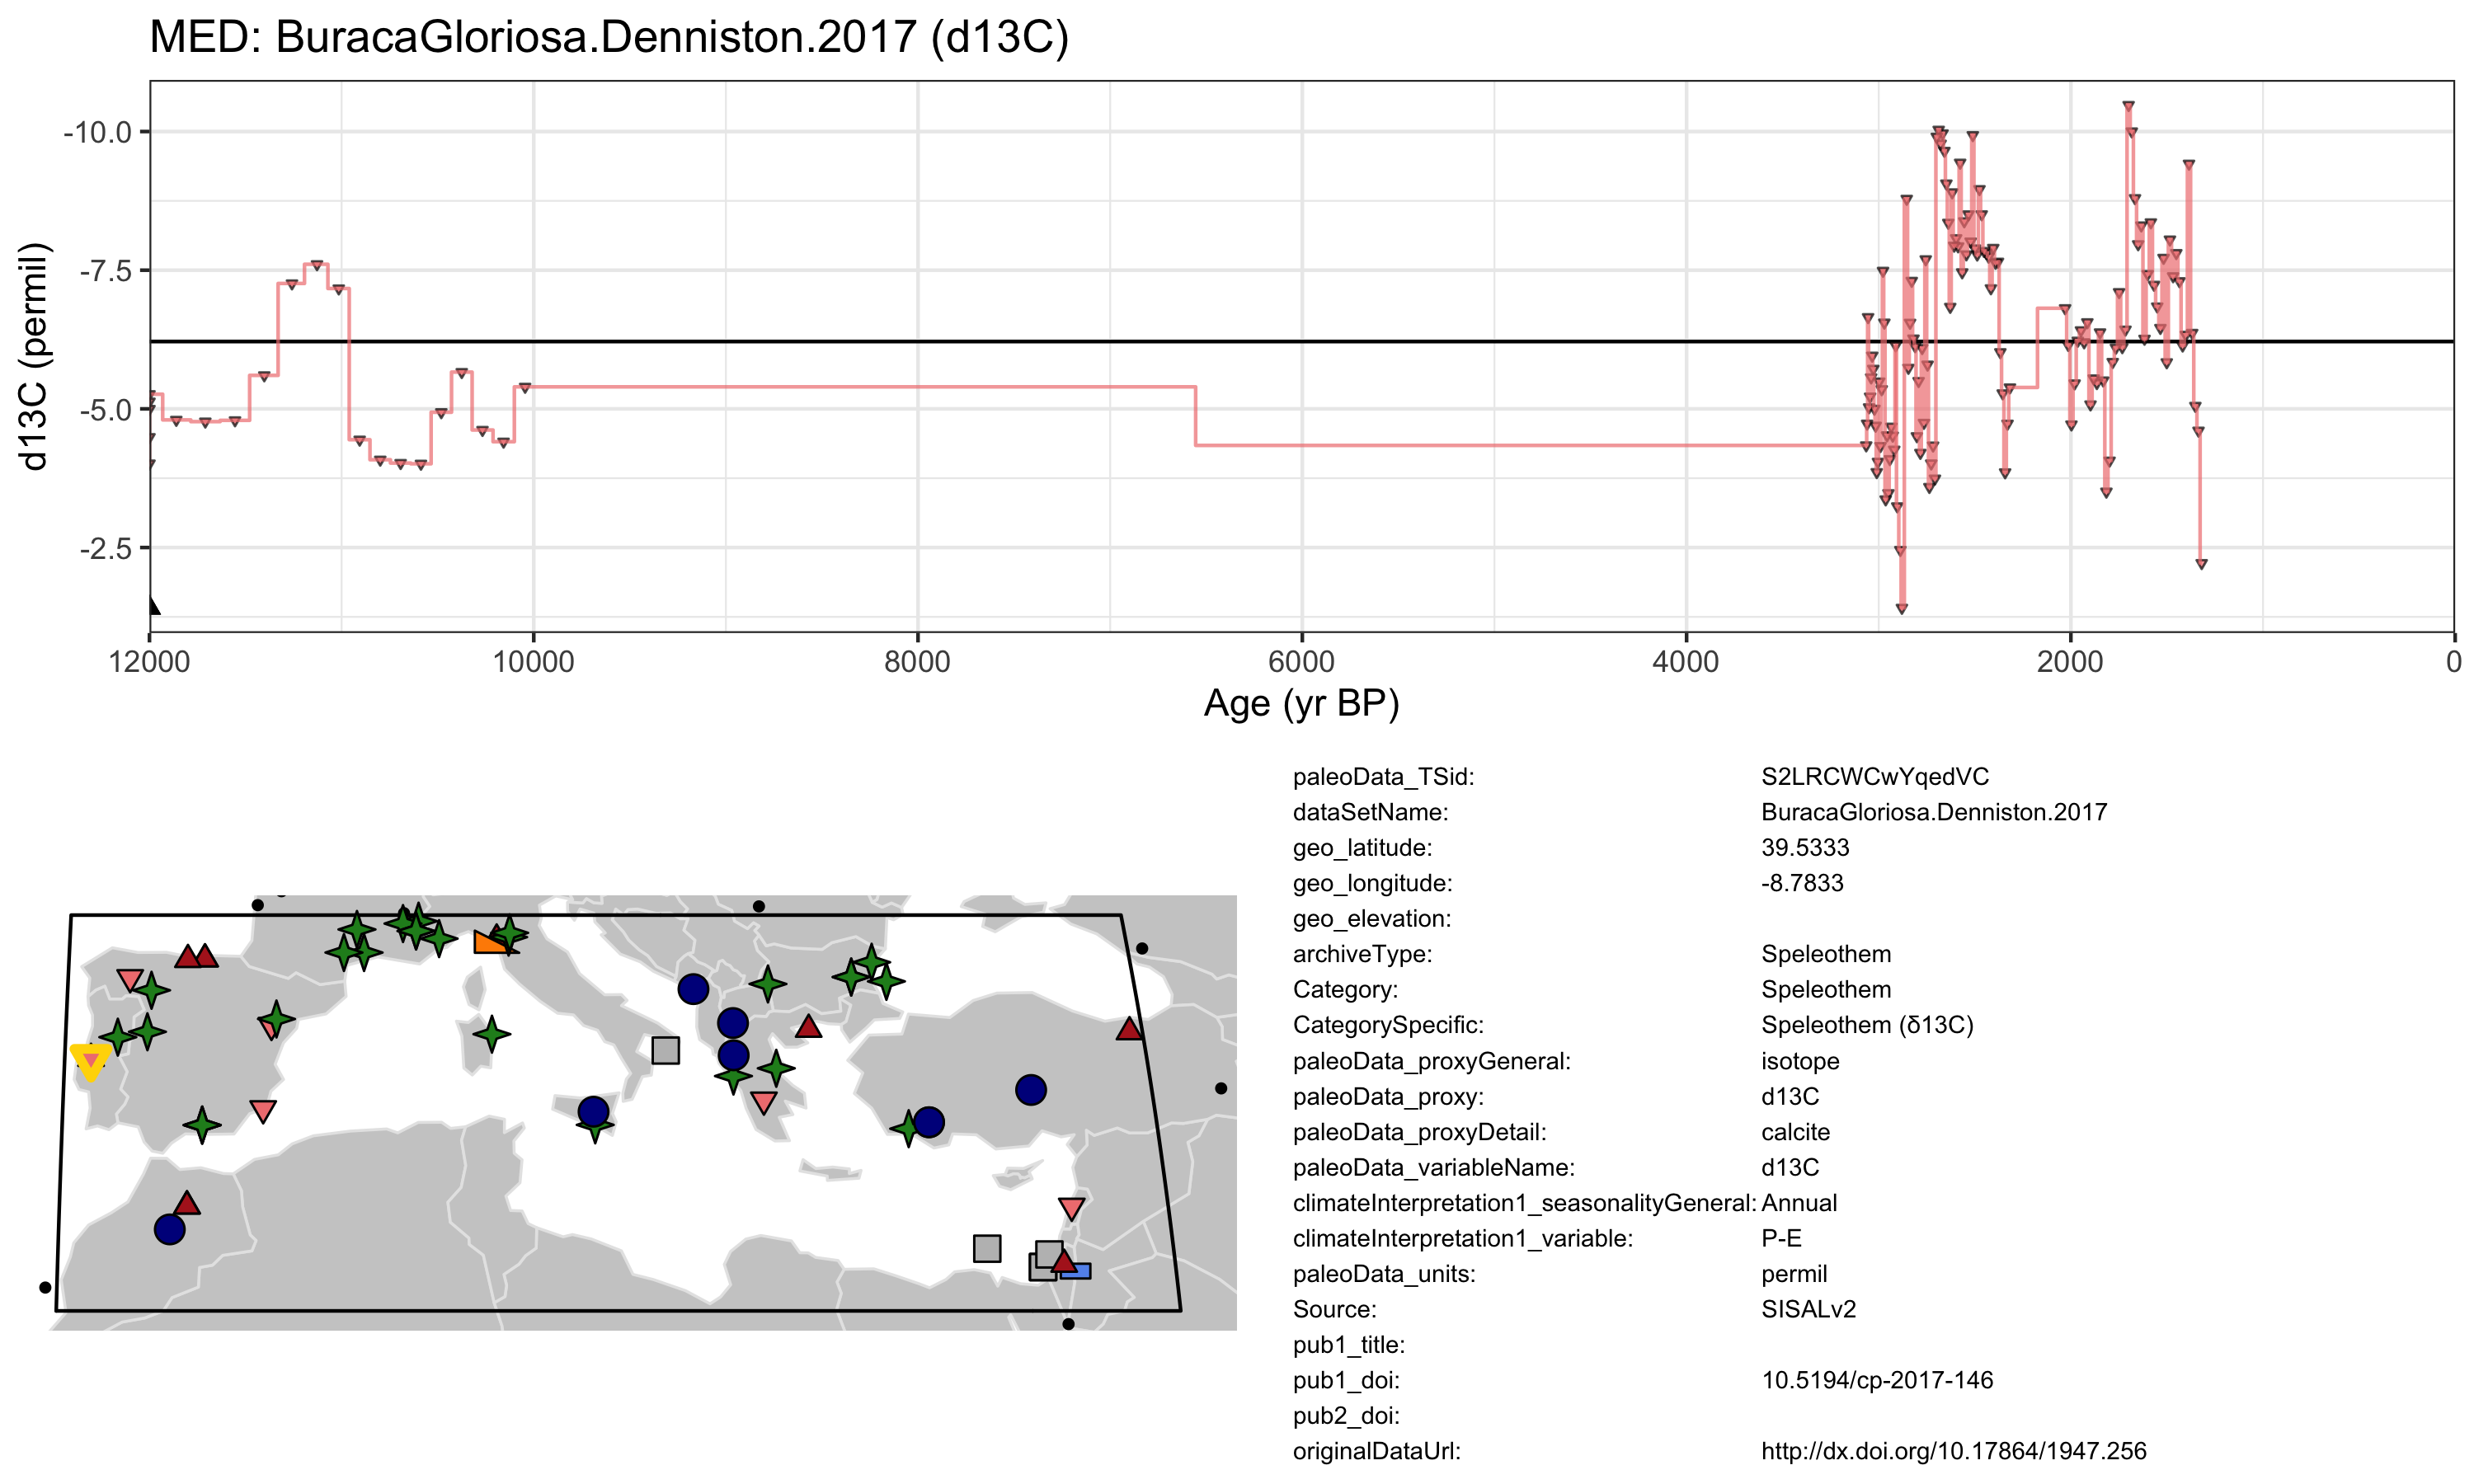 MED: BuracaGloriosa.Denniston.2017 (d13C)
d13C (permil)
-10.0
-7.5
-5.0
-2.5
12000 10000 8000 6000 4000 2000 0
Age (yr BP)
paleoData_TSid: S2LRCWCwYqedVC
dataSetName: BuracaGloriosa.Denniston.2017
geo_latitude: 39.5333
geo_longitude: -8.7833
geo_elevation:
archiveType: Speleothem
Category: Speleothem
CategorySpecific: Speleothem (δ13C)
paleoData_proxyGeneral: isotope
paleoData_proxy: d13C
paleoData_proxyDetail: calcite
paleoData_variableName: d13C
climateInterpretation1_seasonalityGeneral: Annual
climateInterpretation1_variable: P-E
paleoData_units: permil
Source: SISALv2
pub1_title:
pub1_doi: 10.5194/cp-2017-146
pub2_doi:
originalDataUrl: http://dx.doi.org/10.17864/1947.256